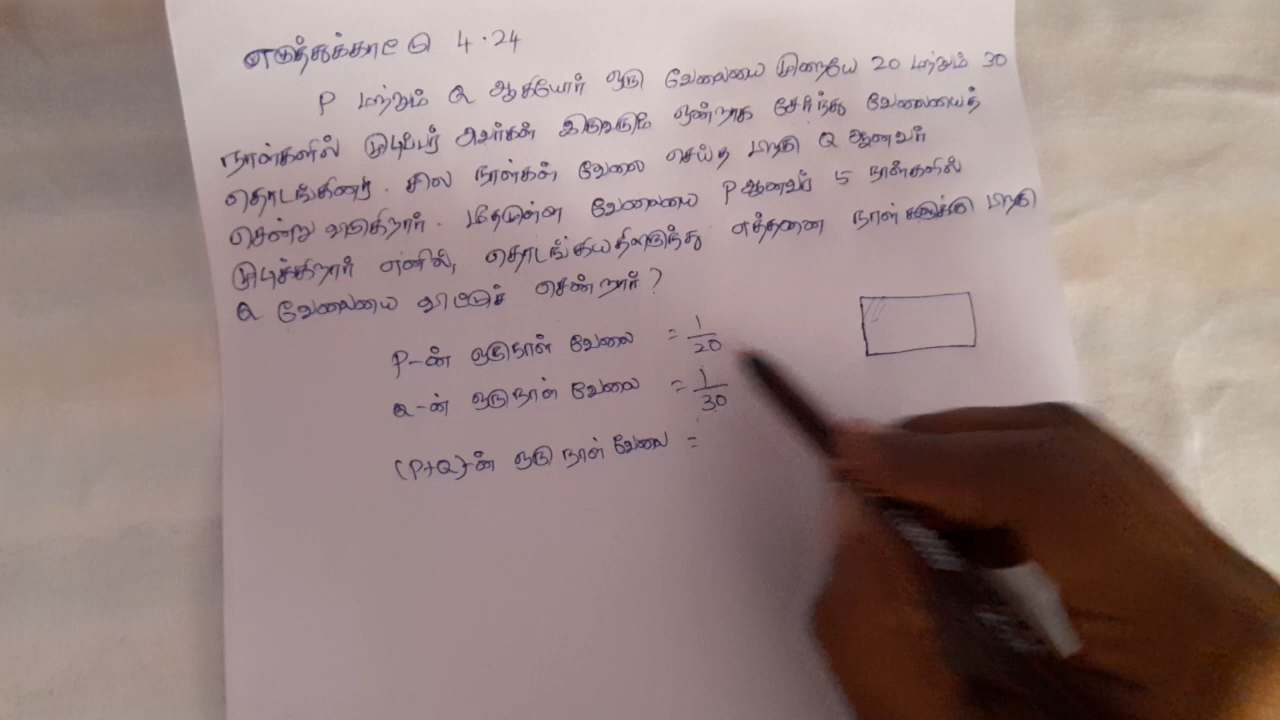 எடுத்துக்காட்டு 4.24
P மற்றும் Q ஆகியோர் ஒரு வேலையை முறையே 20 மற்றும் 30
நாள்களில் முடிப்பர் அவர்கள் இருவரும் ஒன்றாக சேர்ந்து வேலையைத்
தொடங்கினர். சில நாள்கள் வேலை செய்த பிறகு Q ஆனவர்
சென்று விடுகிறார். மீதமுள்ள வேலையை P ஆனவர் 5 நாள்களில்
முடிக்கிறார் எனில், தொடங்கியதிலிருந்து எத்தனை நாள்களுக்கு பிறகு
Q வேலையை விட்டுச் சென்றார்?
P-ன் ஒருநாள் வேலை = 1/20
Q-ன் ஒருநாள் வேலை = 1/30
(P+Q)-ன் ஒரு நாள் வேலை =